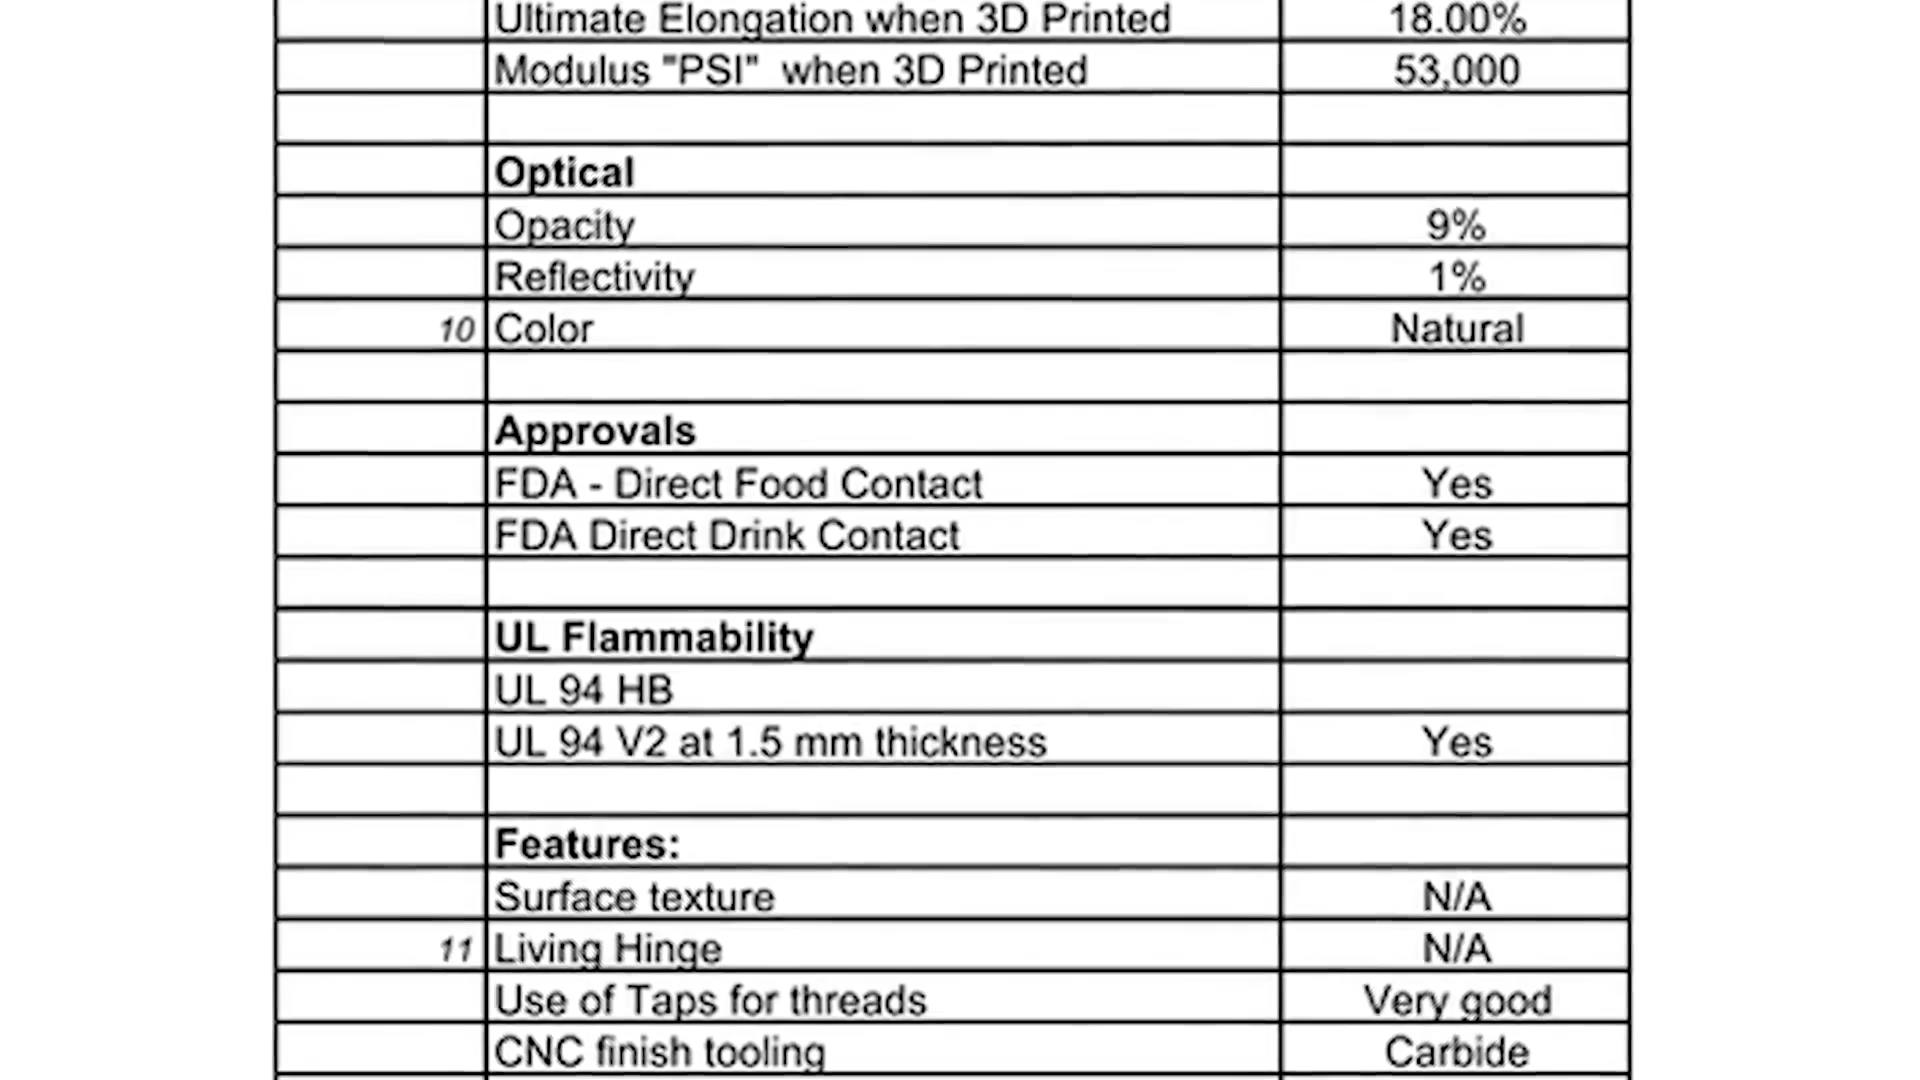 Ultimate Elongation when 3D Printed 18.00%
Modulus "PSI" when 3D Printed 53,000
Optical
Opacity 9%
Reflectivity 1%
10 Color Natural
Approvals
FDA - Direct Food Contact Yes
FDA Direct Drink Contact Yes
UL Flammability
UL 94 HB
UL 94 V2 at 1.5 mm thickness Yes
Features:
Surface texture N/A
11 Living Hinge N/A
Use of Taps for threads Very good
CNC finish tooling Carbide